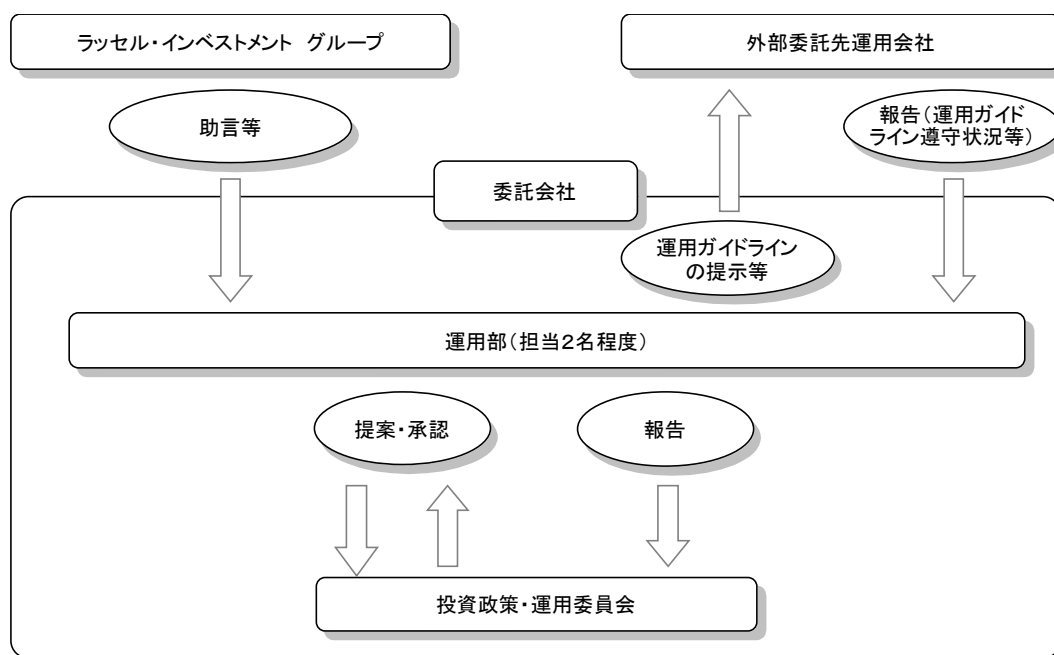 ラッセル・インベストメント グループ
外部委託先運用会社
助言等
報告(運用ガイド
ライン遵守状況等)
委託会社
運用ガイドライン
の提示等
運用部(担当2名程度)
提案・承認
報告
投資政策・運用委員会